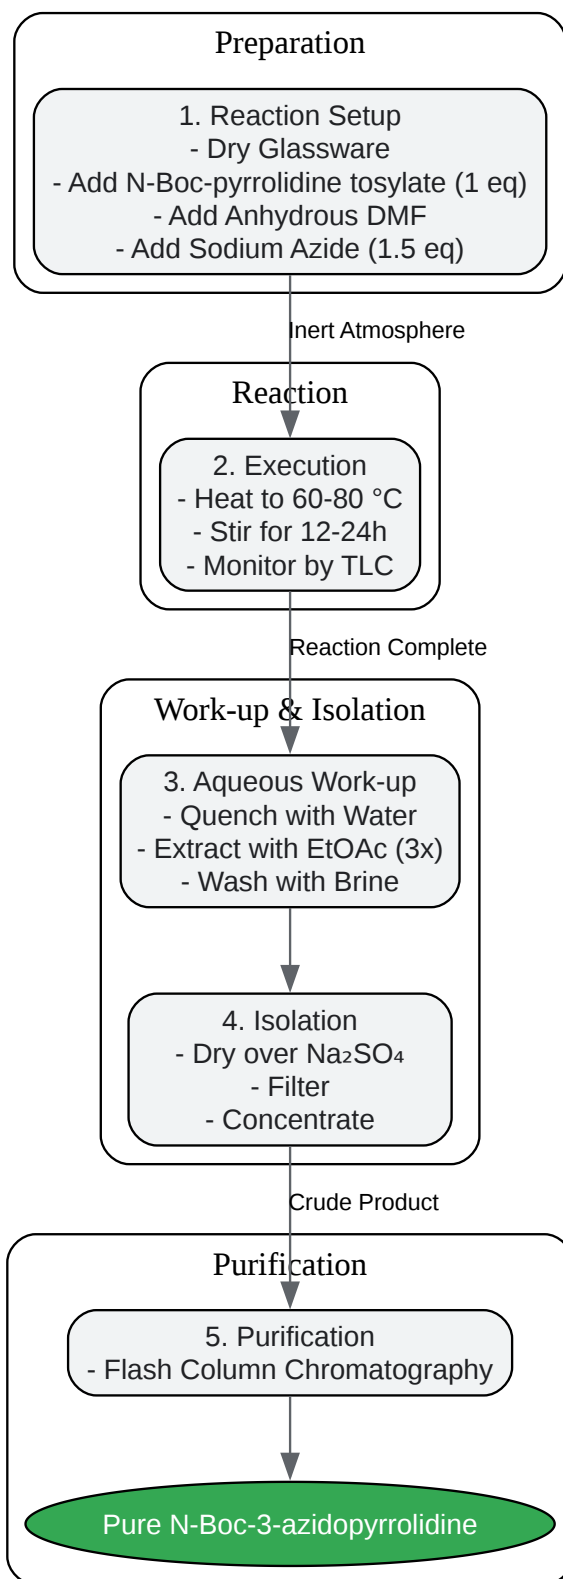 Preparation
1. Reaction Setup
- Dry Glassware
- Add N-Boc-pyrrolidine tosylate (1 eq)
- Add Anhydrous DMF
- Add Sodium Azide (1.5 eq)
Inert Atmosphere
Reaction
2. Execution
- Heat to 60-80 °C
- Stir for 12-24h
- Monitor by TLC
Reaction Complete
Work-up & Isolation
3. Aqueous Work-up
- Quench with Water
- Extract with EtOAc (3x)
- Wash with Brine
4. Isolation
- Dry over Na₂SO₄
- Filter
- Concentrate
Crude Product
Purification
5. Purification
- Flash Column Chromatography
Pure N-Boc-3-azidopyrrolidine